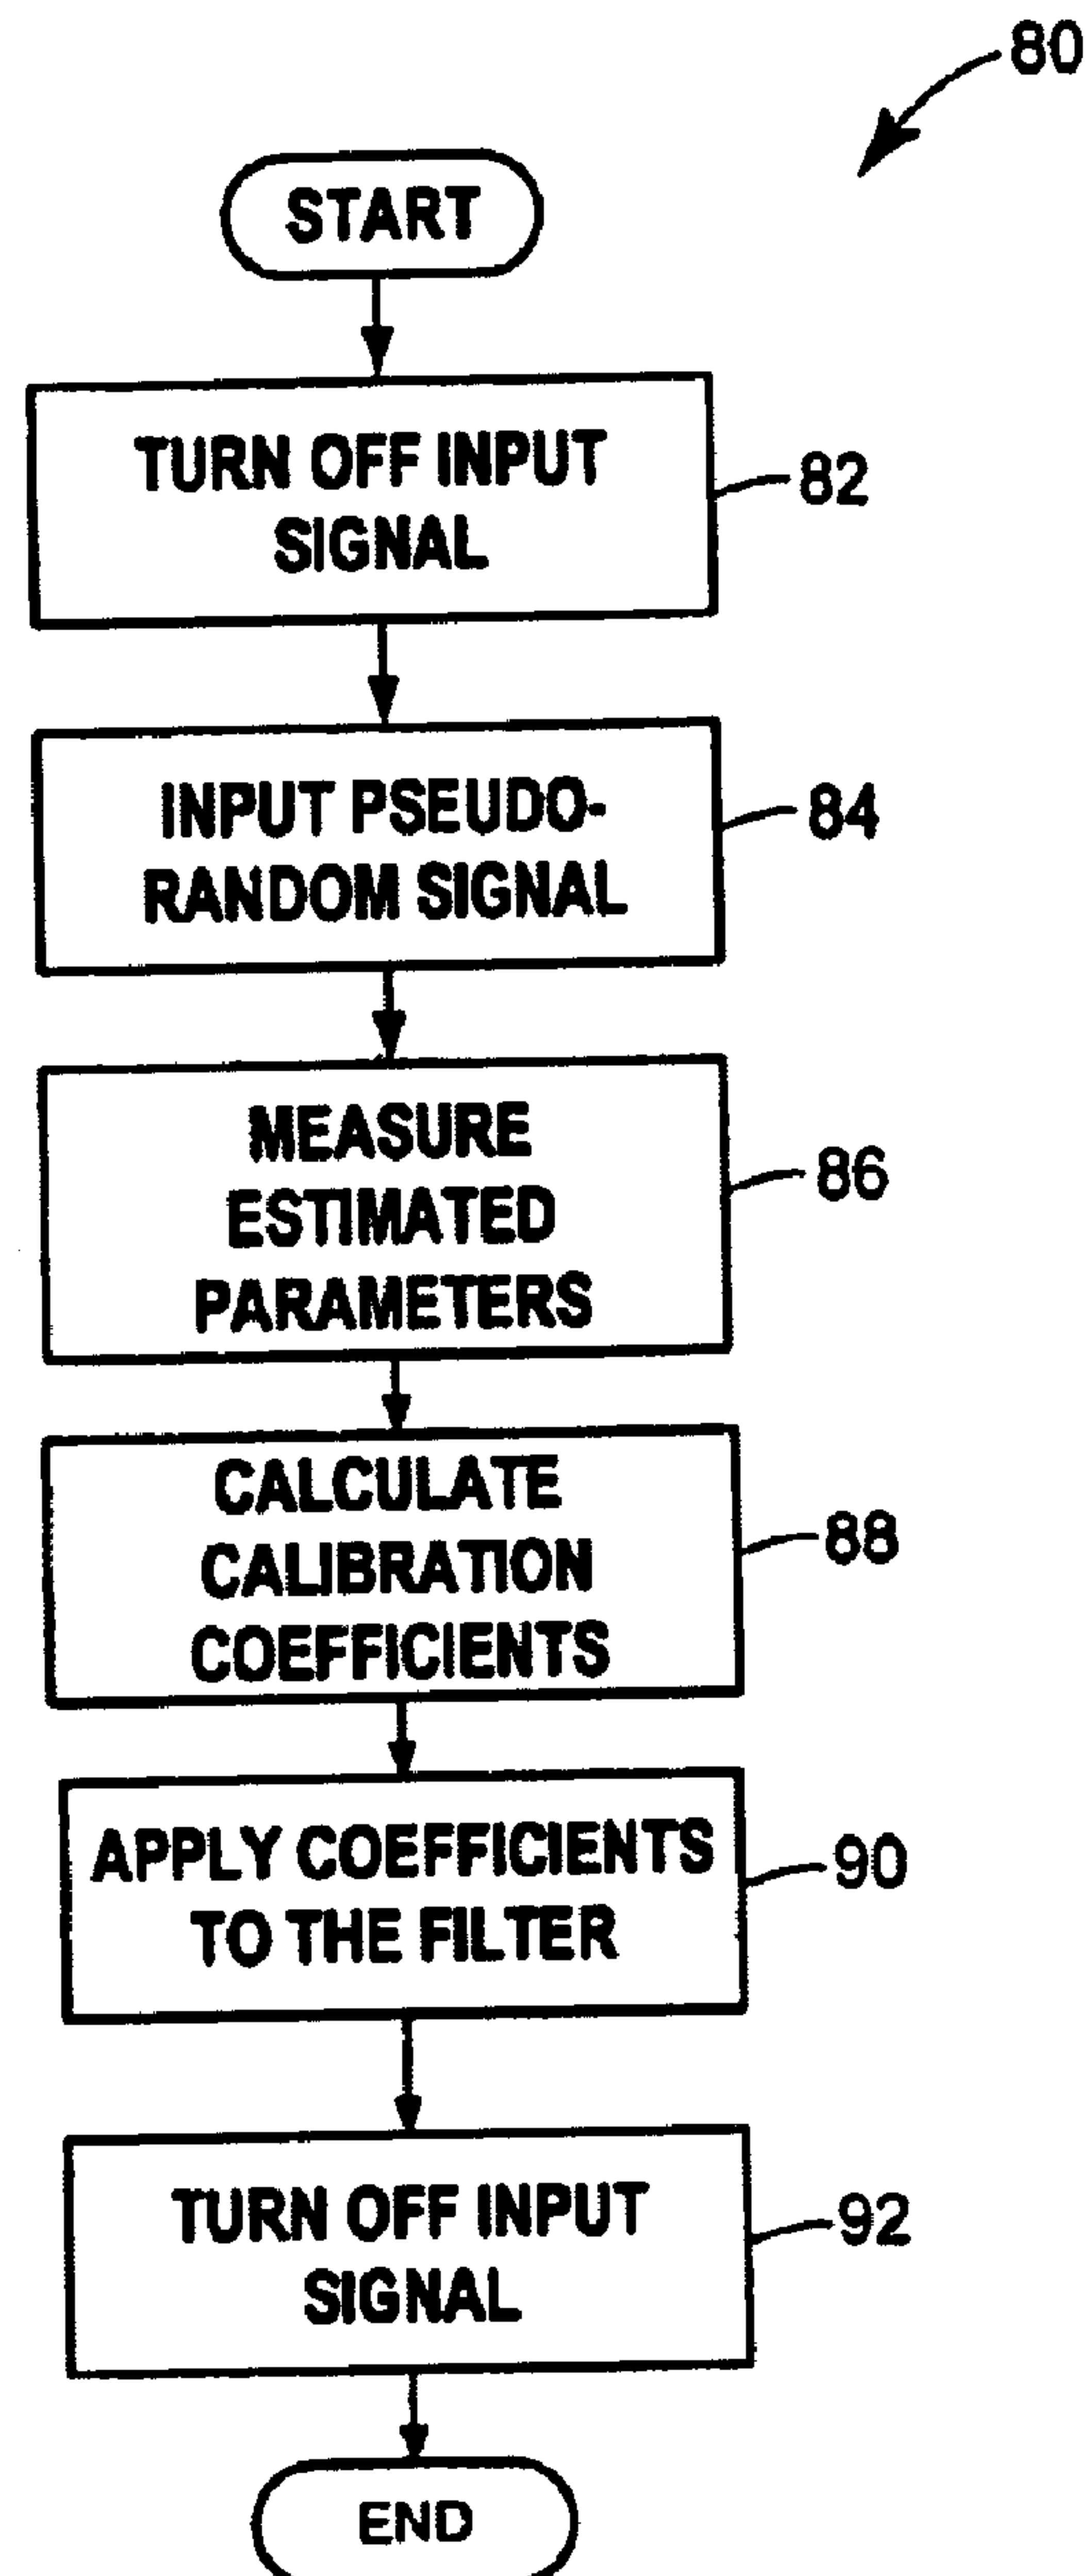 80
START
TURN OFF INPUT
SIGNAL
82
INPUT PSEUDO-
RANDOM SIGNAL
84
MEASURE
ESTIMATED
PARAMETERS
86
CALCULATE
CALIBRATION
COEFFICIENTS
88
APPLY COEFFICIENTS
TO THE FILTER
90
TURN OFF INPUT
SIGNAL
92
END